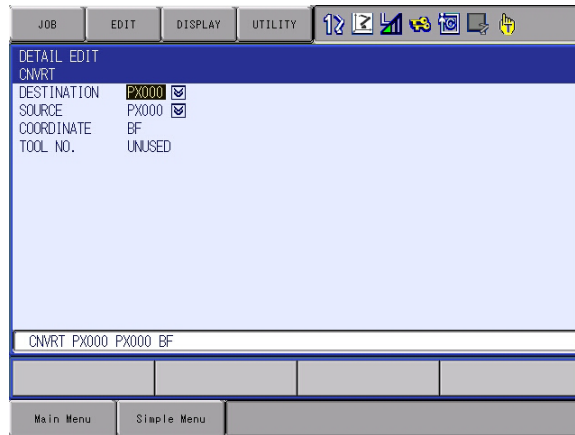 JOB EDIT DISPLAY UTILITY
DETAIL EDIT
CNVRT
DESTINATION PX000
SOURCE PX000
COORDINATE BF
TOOL NO. UNUSED
CNVRT PX000 PX000 BF
Main Menu Simple Menu